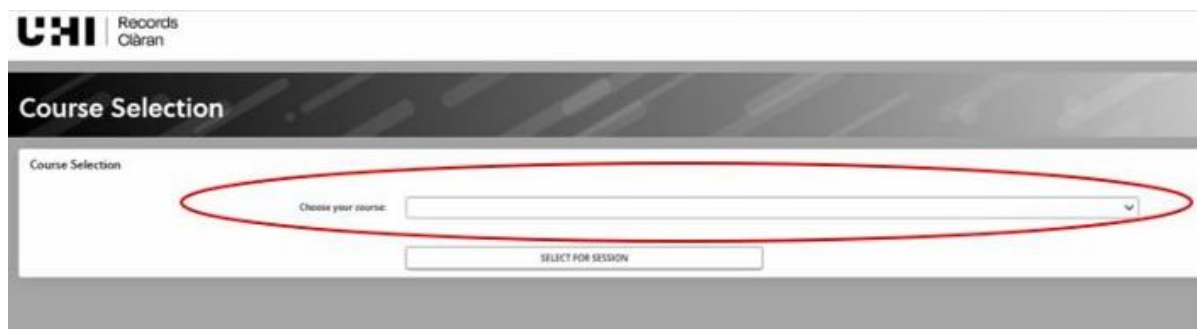 UHI Records
Clàran
Course Selection
Course Selection
Choose your course:
SELECT FOR SESSION